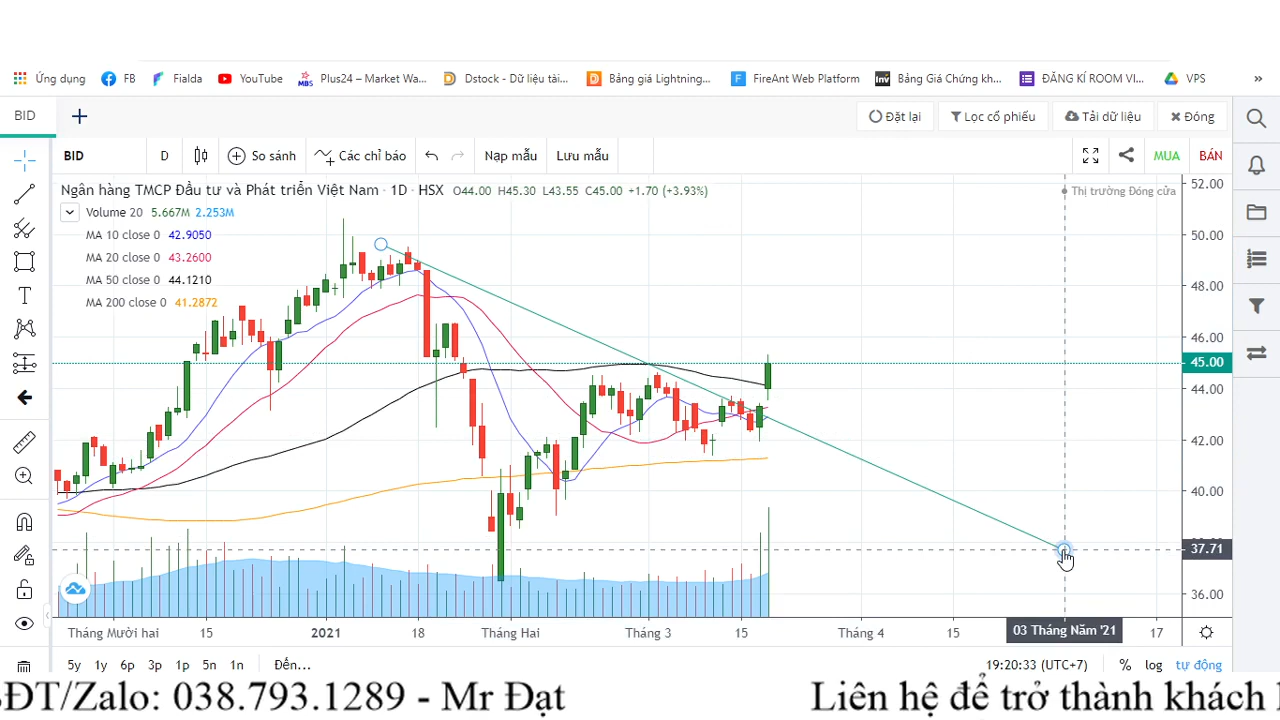 Ứng dụng FB Fialda YouTube MBS Plus24 – Market Wa... Dstock - Dữ liệu tài... Bảng giá Lightning... FireAnt Web Platform Inv Bảng Giá Chứng kh... ĐĂNG KÍ ROOM VI... VPS »
BID + Đặt lại Lọc cổ phiếu Tải dữ liệu Đóng
BID D So sánh Các chỉ báo Nạp mẫu Lưu mẫu MUA BÁN
Ngân hàng TMCP Đầu tư và Phát triển Việt Nam · 1D · HSX O44.00 H45.30 L43.55 C45.00 +1.70 (+3.93%)
Thị trường Đóng cửa
Volume 20 5.667M 2.253M
MA 10 close 0 42.9050
MA 20 close 0 43.2600
MA 50 close 0 44.1210
MA 200 close 0 41.2872
52.00
50.00
48.00
46.00
45.00
44.00
42.00
40.00
37.71
36.00
Tháng Mười hai 15 2021 18 Tháng Hai Tháng 3 15 Tháng 4 15 03 Tháng Năm '21 17
5y 1y 6p 3p 1p 5n 1n Đến... 19:20:33 (UTC+7) % log tự động
ĐT/Zalo: 038.793.1289 - Mr Đạt Liên hệ để trở thành khách